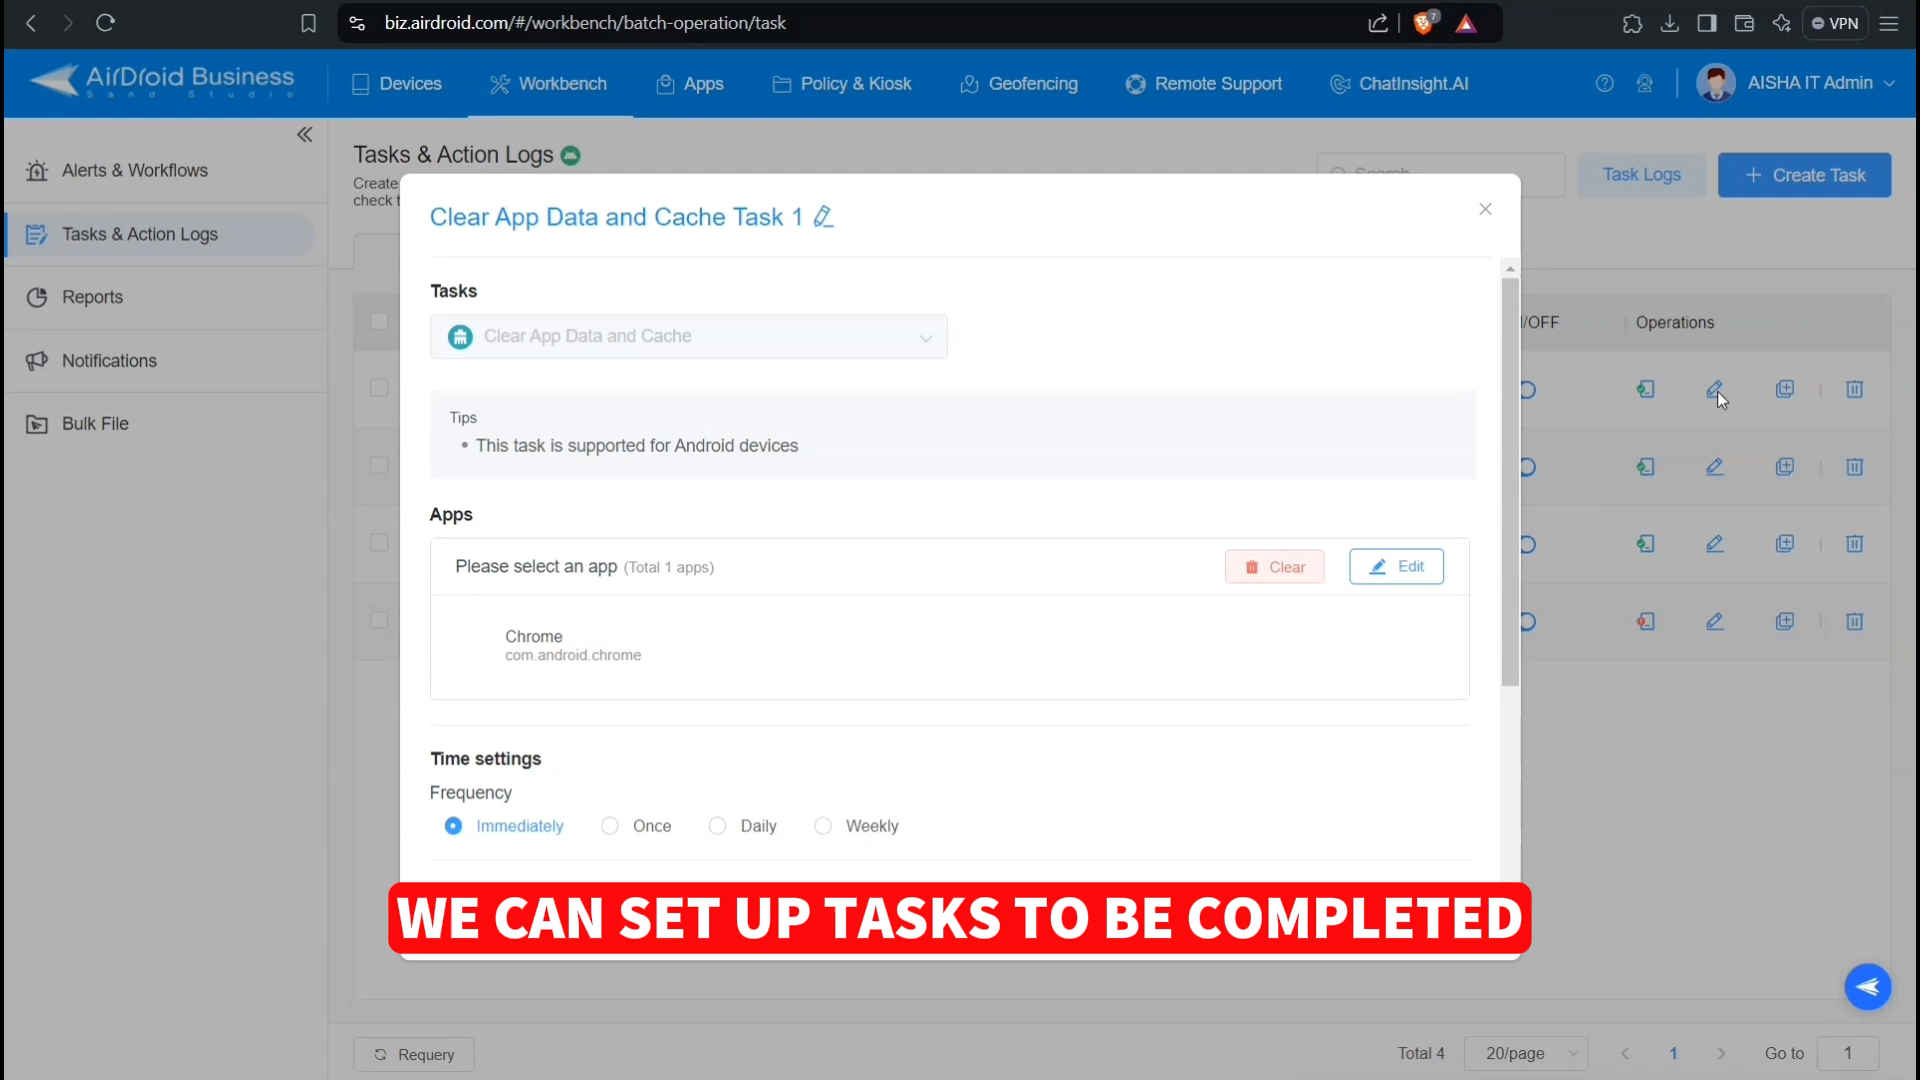 biz.airdroid.com/#/workbench/batch-operation/task
7
VPN
AirDroid Business
Sand Studio
Devices
Workbench
Apps
Policy & Kiosk
Geofencing
Remote Support
ChatInsight.AI
AISHA IT Admin
Alerts & Workflows
Tasks & Action Logs
Reports
Notifications
Bulk File
Tasks & Action Logs
Create
check t
Search
Task Logs
+ Create Task
Clear App Data and Cache Task 1
Tasks
Clear App Data and Cache
Tips
• This task is supported for Android devices
Apps
Please select an app (Total 1 apps)
Clear
Edit
Chrome
com.android.chrome
Time settings
Frequency
Immediately
Once
Daily
Weekly
/OFF
Operations
WE CAN SET UP TASKS TO BE COMPLETED
Requery
Total 4
20/page
1
Go to
1